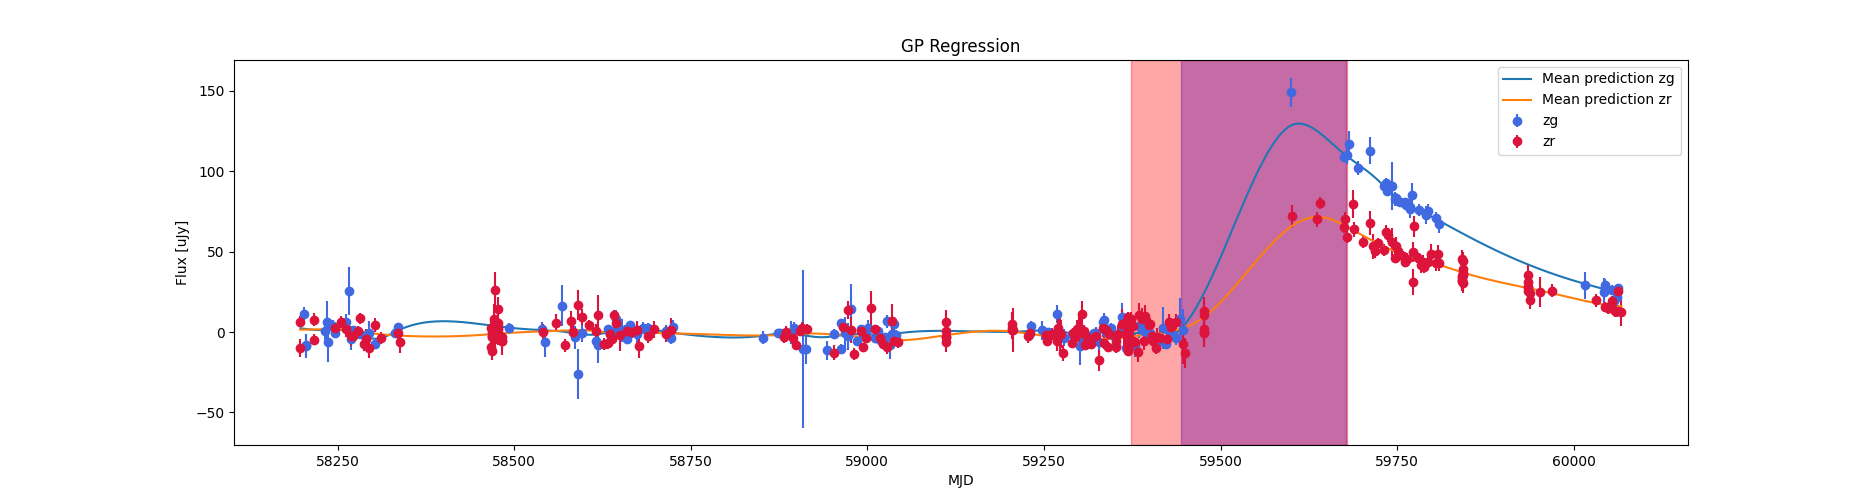 GP Regression
Mean prediction zg
Mean prediction zr
zg
zr
Flux [uJy]
150
100
50
0
−50
58250
58500
58750
59000
59250
59500
59750
60000
MJD